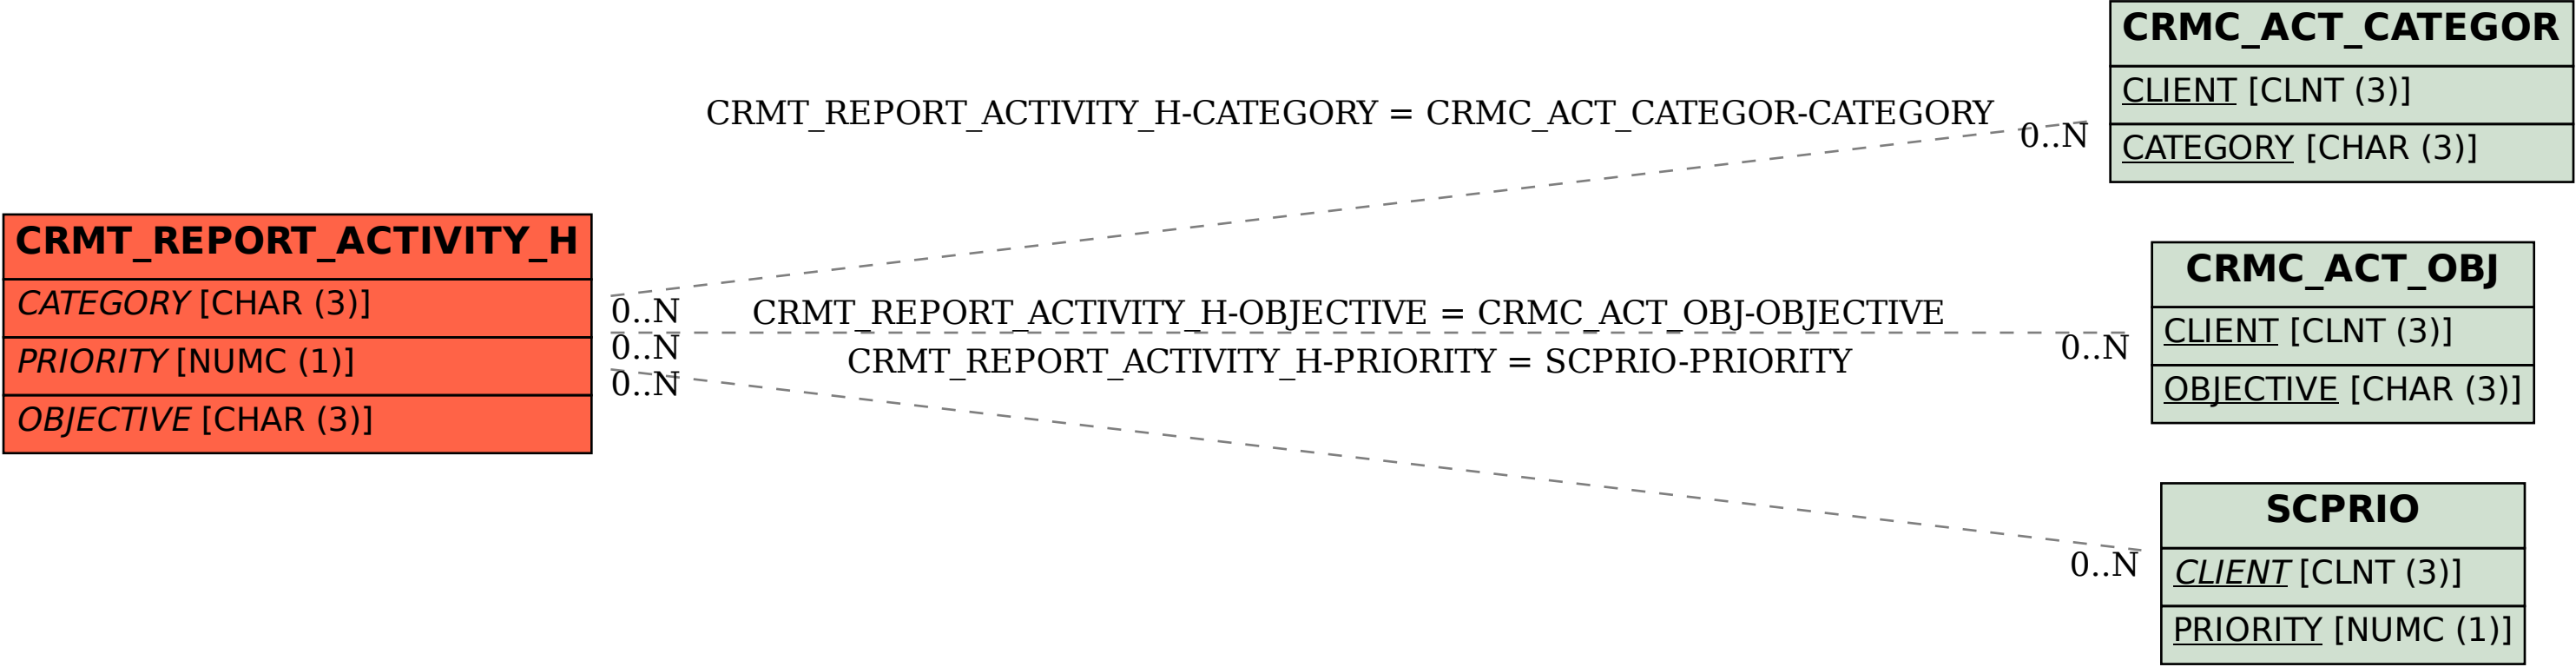 CRMT_REPORT_ACTIVITY_H
CATEGORY [CHAR (3)]
PRIORITY [NUMC (1)]
OBJECTIVE [CHAR (3)]
CRMT_REPORT_ACTIVITY_H-CATEGORY = CRMC_ACT_CATEGOR-CATEGORY
0..N
0..N
CRMT_REPORT_ACTIVITY_H-OBJECTIVE = CRMC_ACT_OBJ-OBJECTIVE
0..N
0..N
CRMT_REPORT_ACTIVITY_H-PRIORITY = SCPRIO-PRIORITY
0..N
0..N
CRMC_ACT_CATEGOR
CLIENT [CLNT (3)]
CATEGORY [CHAR (3)]
CRMC_ACT_OBJ
CLIENT [CLNT (3)]
OBJECTIVE [CHAR (3)]
SCPRIO
CLIENT [CLNT (3)]
PRIORITY [NUMC (1)]